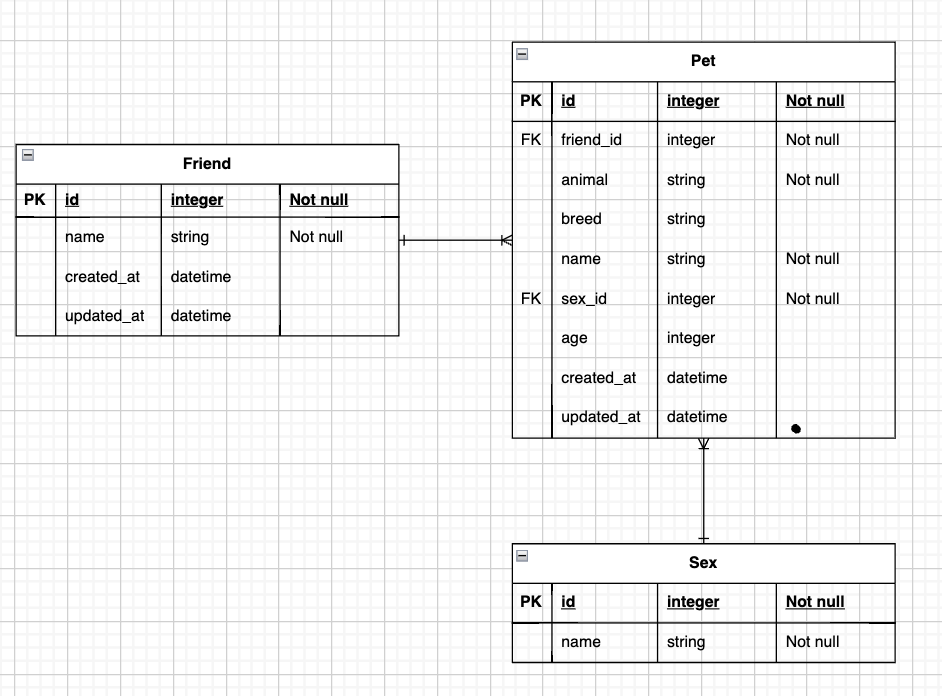 Friend
PK id integer Not null
name string Not null
created_at datetime
updated_at datetime
Pet
PK id integer Not null
FK friend_id integer Not null
animal string Not null
breed string
name string Not null
FK sex_id integer Not null
age integer
created_at datetime
updated_at datetime
Sex
PK id integer Not null
name string Not null